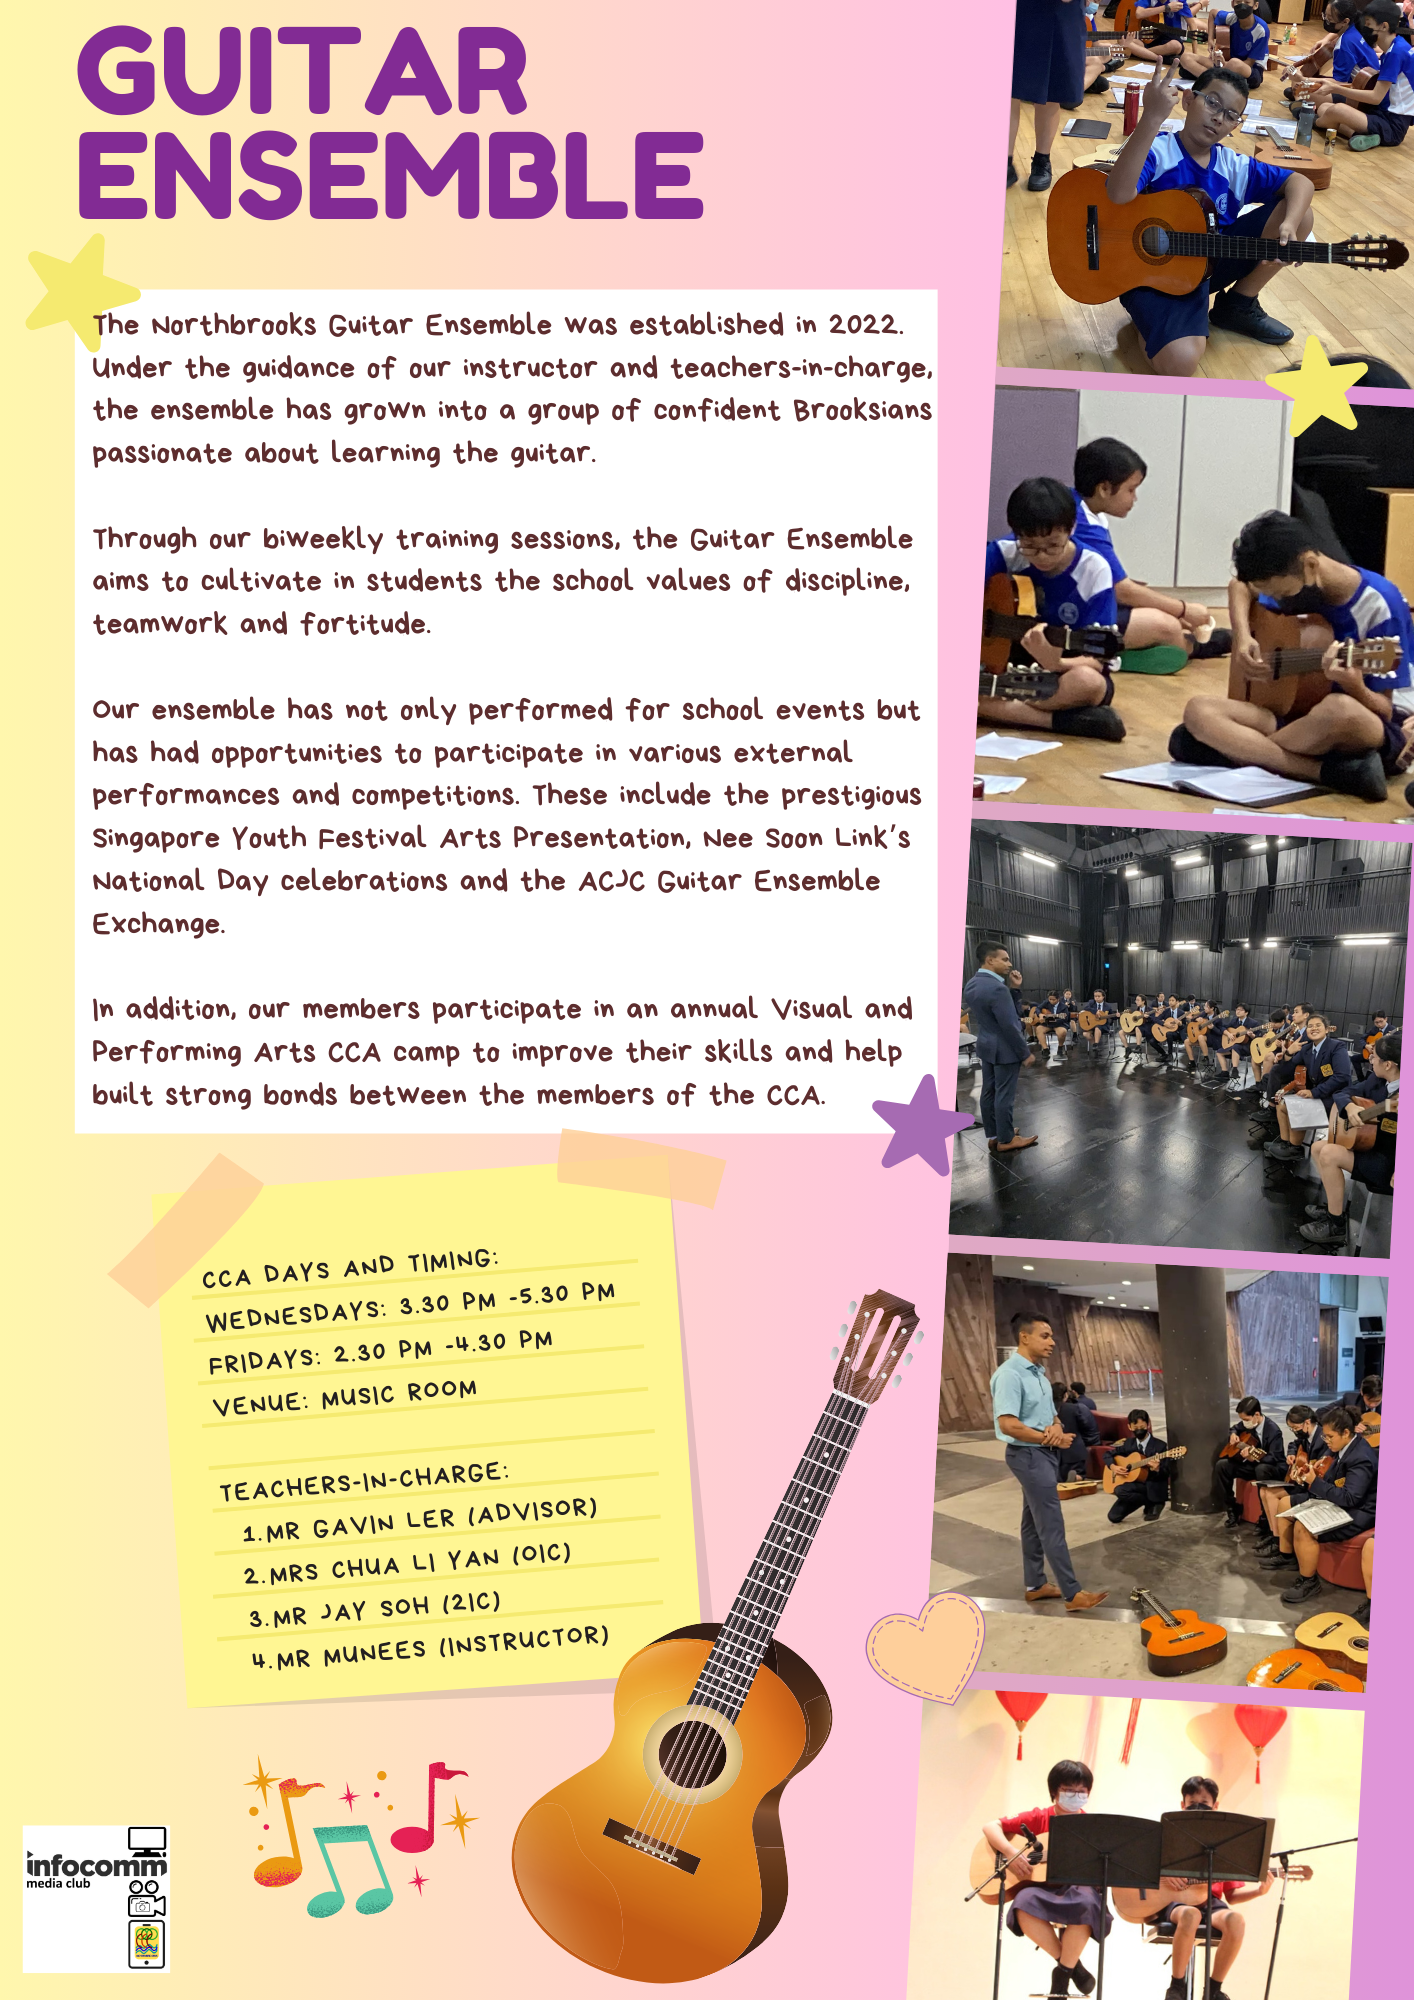 GUITAR
ENSEMBLE
The Northbrooks Guitar Ensemble was established in 2022.
Under the guidance of our instructor and teachers-in-charge,
the ensemble has grown into a group of confident Brooksians
passionate about learning the guitar.
Through our biweekly training sessions, the Guitar Ensemble
aims to cultivate in students the school values of discipline,
teamwork and fortitude.
Our ensemble has not only performed for school events but
has had opportunities to participate in various external
performances and competitions. These include the prestigious
Singapore Youth Festival Arts Presentation, Nee Soon Link's
National Day celebrations and the ACJC Guitar Ensemble
Exchange.
In addition, our members participate in an annual Visual and
Performing Arts CCA camp to improve their skills and help
built strong bonds between the members of the CCA.
CCA DAYS AND TIMING:
WEDNESDAYS: 3.30 PM -5.30 PM
FRIDAYS: 2.30 PM -4.30 PM
VENUE: MUSIC ROOM
TEACHERS-IN-CHARGE:
1.MR GAVIN LER (ADVISOR)
2.MRS CHUA LI YAN (OIC)
3.MR JAY SOH (2IC)
4.MR MUNEES (INSTRUCTOR)
infocomm
media club